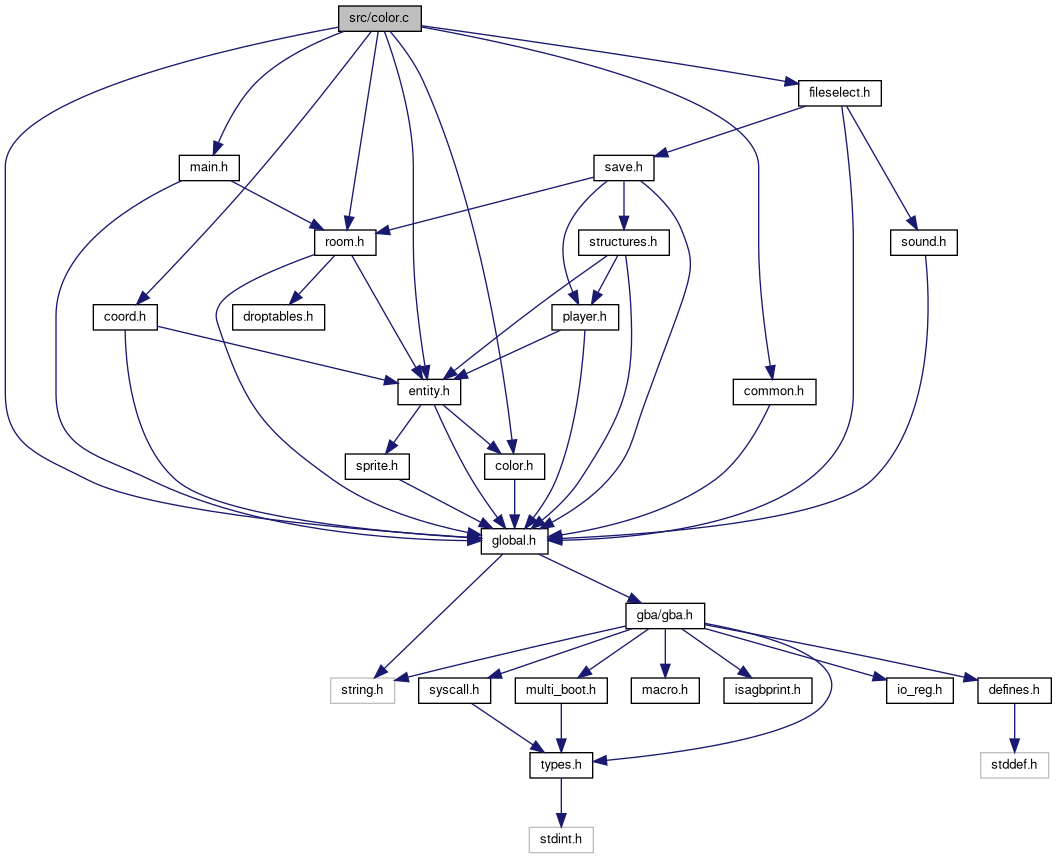 src/color.c
fileselect.h
main.h
save.h
room.h
structures.h
sound.h
coord.h
droptables.h
player.h
entity.h
common.h
sprite.h
color.h
global.h
gba/gba.h
string.h
syscall.h
multi_boot.h
macro.h
isagbprint.h
io_reg.h
defines.h
types.h
stddef.h
stdint.h